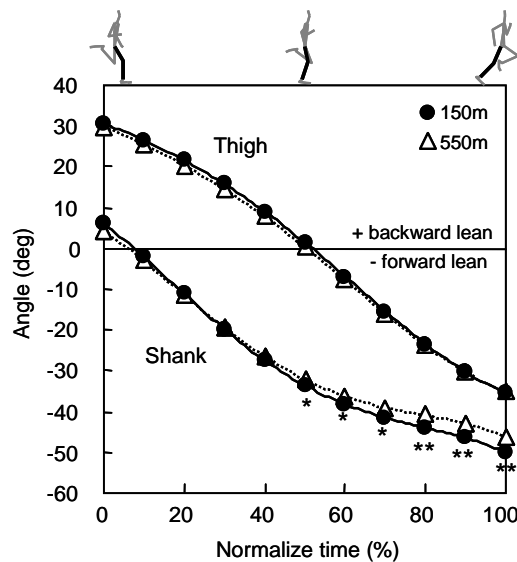 40
30
20
10
0
-10
-20
-30
-40
-50
-60
Angle (deg)
150m
550m
Thigh
+ backward lean
- forward lean
Shank
* * * ** ** **
0 20 40 60 80 100
Normalize time (%)